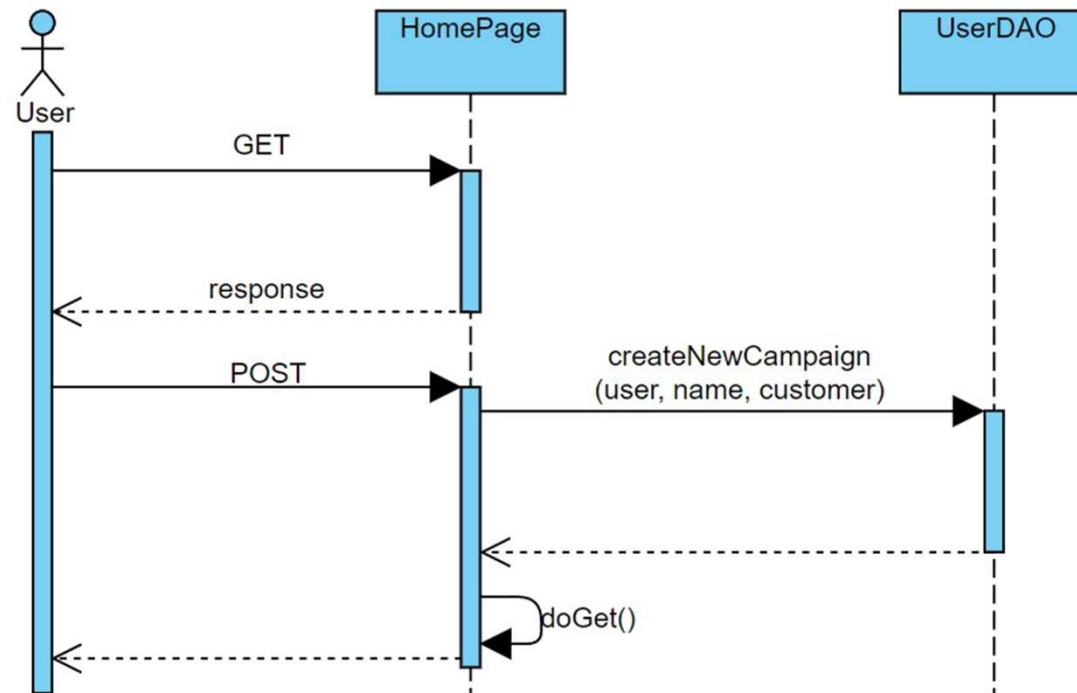 HomePage
UserDAO
User
GET
response
POST
createNewCampaign
(user, name, customer)
doGet()